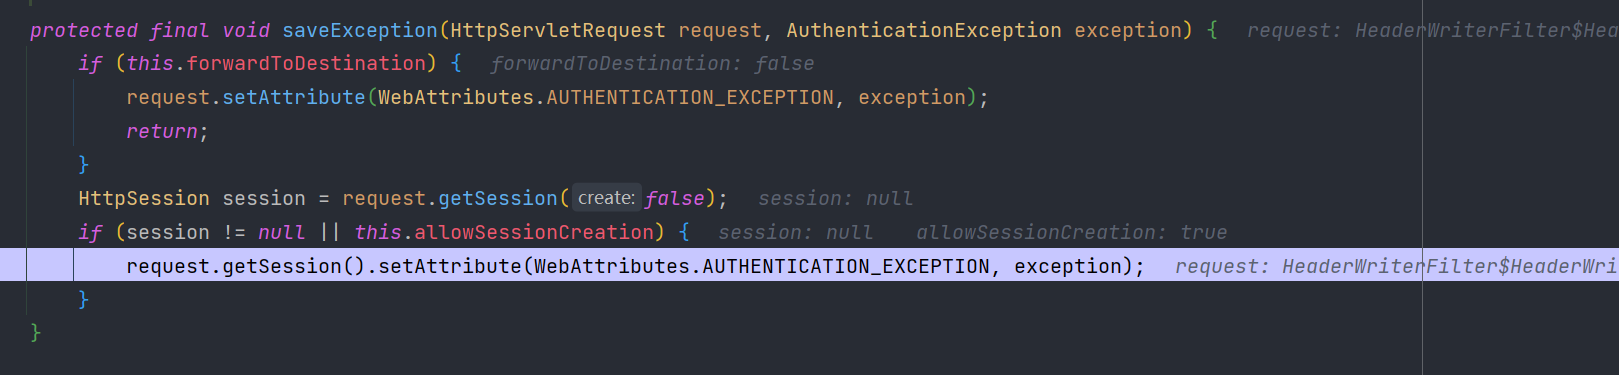 protected final void saveException(HttpServletRequest request, AuthenticationException exception) { request: HeaderWriterFilter$Hea
if (this.forwardToDestination) { forwardToDestination: false
request.setAttribute(WebAttributes.AUTHENTICATION_EXCEPTION, exception);
return;
}
HttpSession session = request.getSession( create: false); session: null
if (session != null || this.allowSessionCreation) { session: null allowSessionCreation: true
request.getSession().setAttribute(WebAttributes.AUTHENTICATION_EXCEPTION, exception); request: HeaderWriterFilter$HeaderWri
}
}